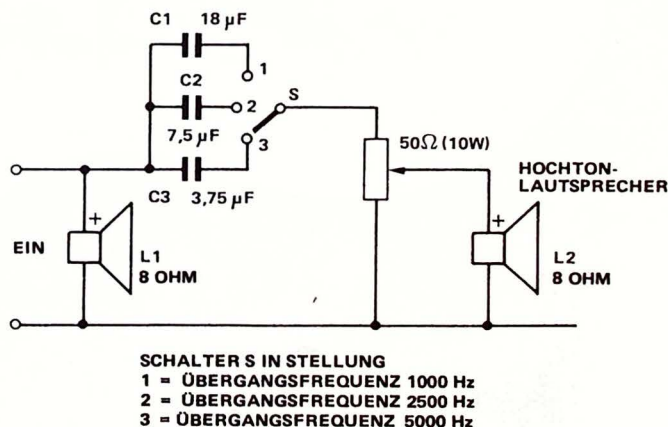 C1 18 µF
1
C2
S
2
7,5 µF
3
50Ω (10W)
C3 3,75 µF
HOCHTON-
LAUTSPRECHER
+
+
EIN
L1
8 OHM
L2
8 OHM
SCHALTER S IN STELLUNG
1 = ÜBERGANGSFREQUENZ 1000 Hz
2 = ÜBERGANGSFREQUENZ 2500 Hz
3 = ÜBERGANGSFREQUENZ 5000 Hz